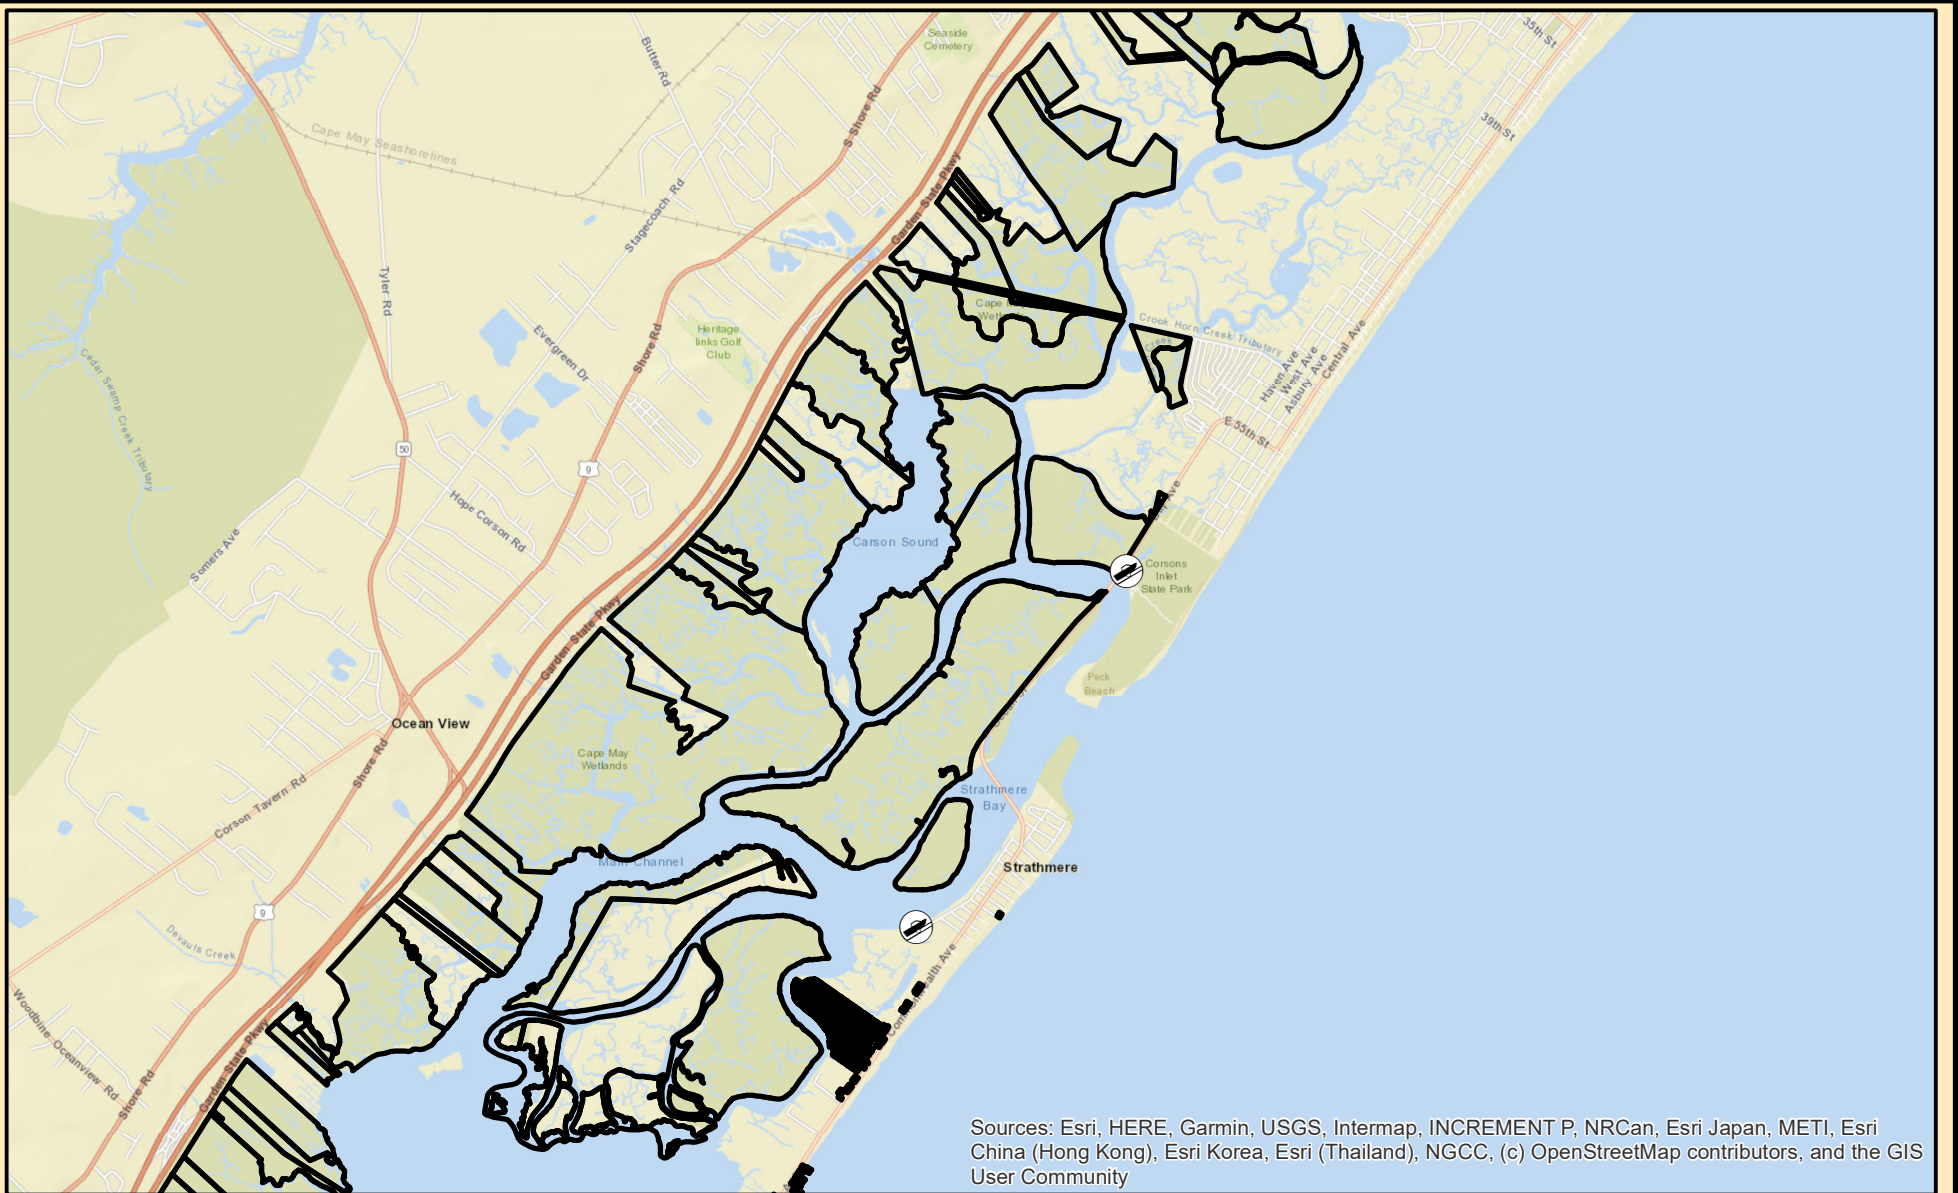 Seaside
Cemetery
35th St
Butter Rd
S Shore Rd
39th St
Cape May Seashorelines
Garden State Pkwy
Stagecoach Rd
Tyler Rd
Cape
Crook Horn Creek Tributary
Creek
Heritage
links Golf
Club
Shore Rd
Evergreen Dr
Haven Ave
West Ave
Asbury Ave
Central Ave
Cedar Swamp Creek Tributary
E 55th St
50
9
Hope Corson Rd
Somers Ave
Carson Sound
Corsons
Inlet
State Park
Garden State Pkwy
Peck
Beach
Ocean View
Cape May
Wetlands
Shore Rd
Strathmere
Bay
Corson Tavern Rd
Main Channel
Strathmere
9
Devauls Creek
Commonwealth Ave
Woodbine Oceanview Rd
Garden State Pkwy
Shore Rd
Sources: Esri, HERE, Garmin, USGS, Intermap, INCREMENT P, NRCan, Esri Japan, METI, Esri
China (Hong Kong), Esri Korea, Esri (Thailand), NGCC, (c) OpenStreetMap contributors, and the GIS
User Community